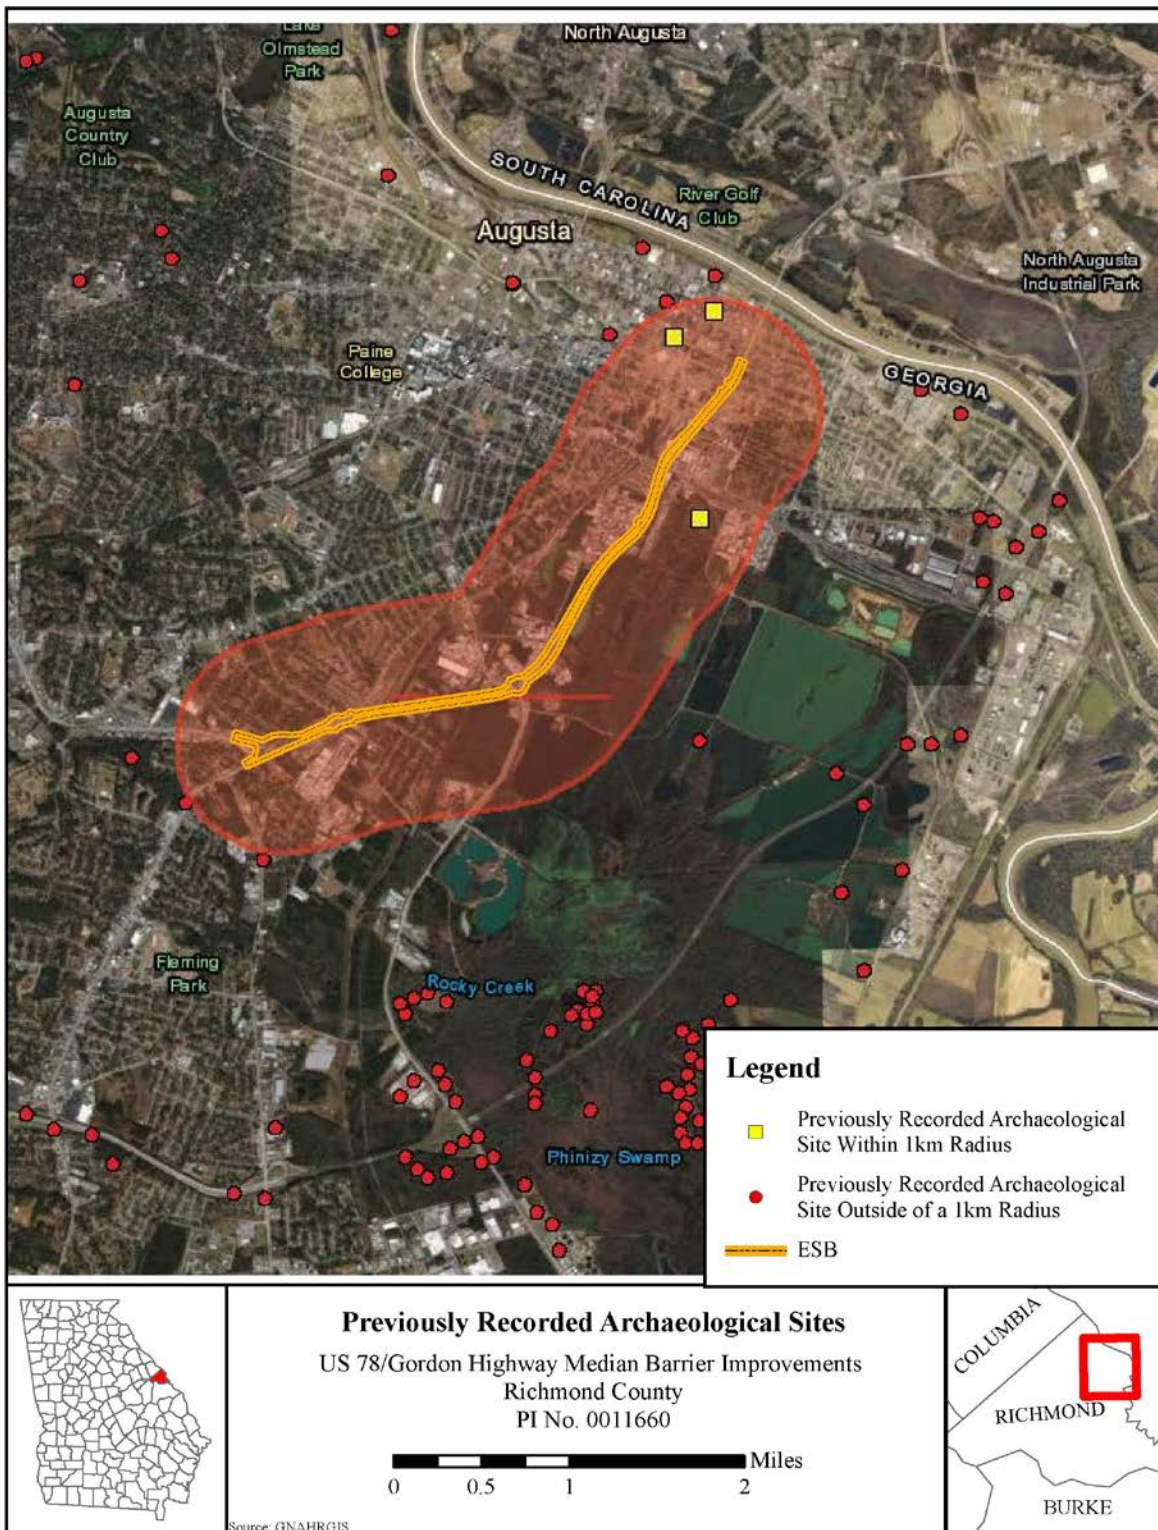 Lake
Olmstead
Park
North Augusta
Augusta
Country
Club
SOUTH CAROLINA
River Golf
Club
Augusta
North Augusta
Industrial Park
Paine
College
GEORGIA
Fleming
Park
Rocky Creek
Phinizy Swamp
Legend
Previously Recorded Archaeological
Site Within 1km Radius
Previously Recorded Archaeological
Site Outside of a 1km Radius
ESB
Previously Recorded Archaeological Sites
US 78/Gordon Highway Median Barrier Improvements
Richmond County
PI No. 0011660
Miles
0 0.5 1 2
Source: GNAHRGIS
COLUMBIA
RICHMOND
BURKE